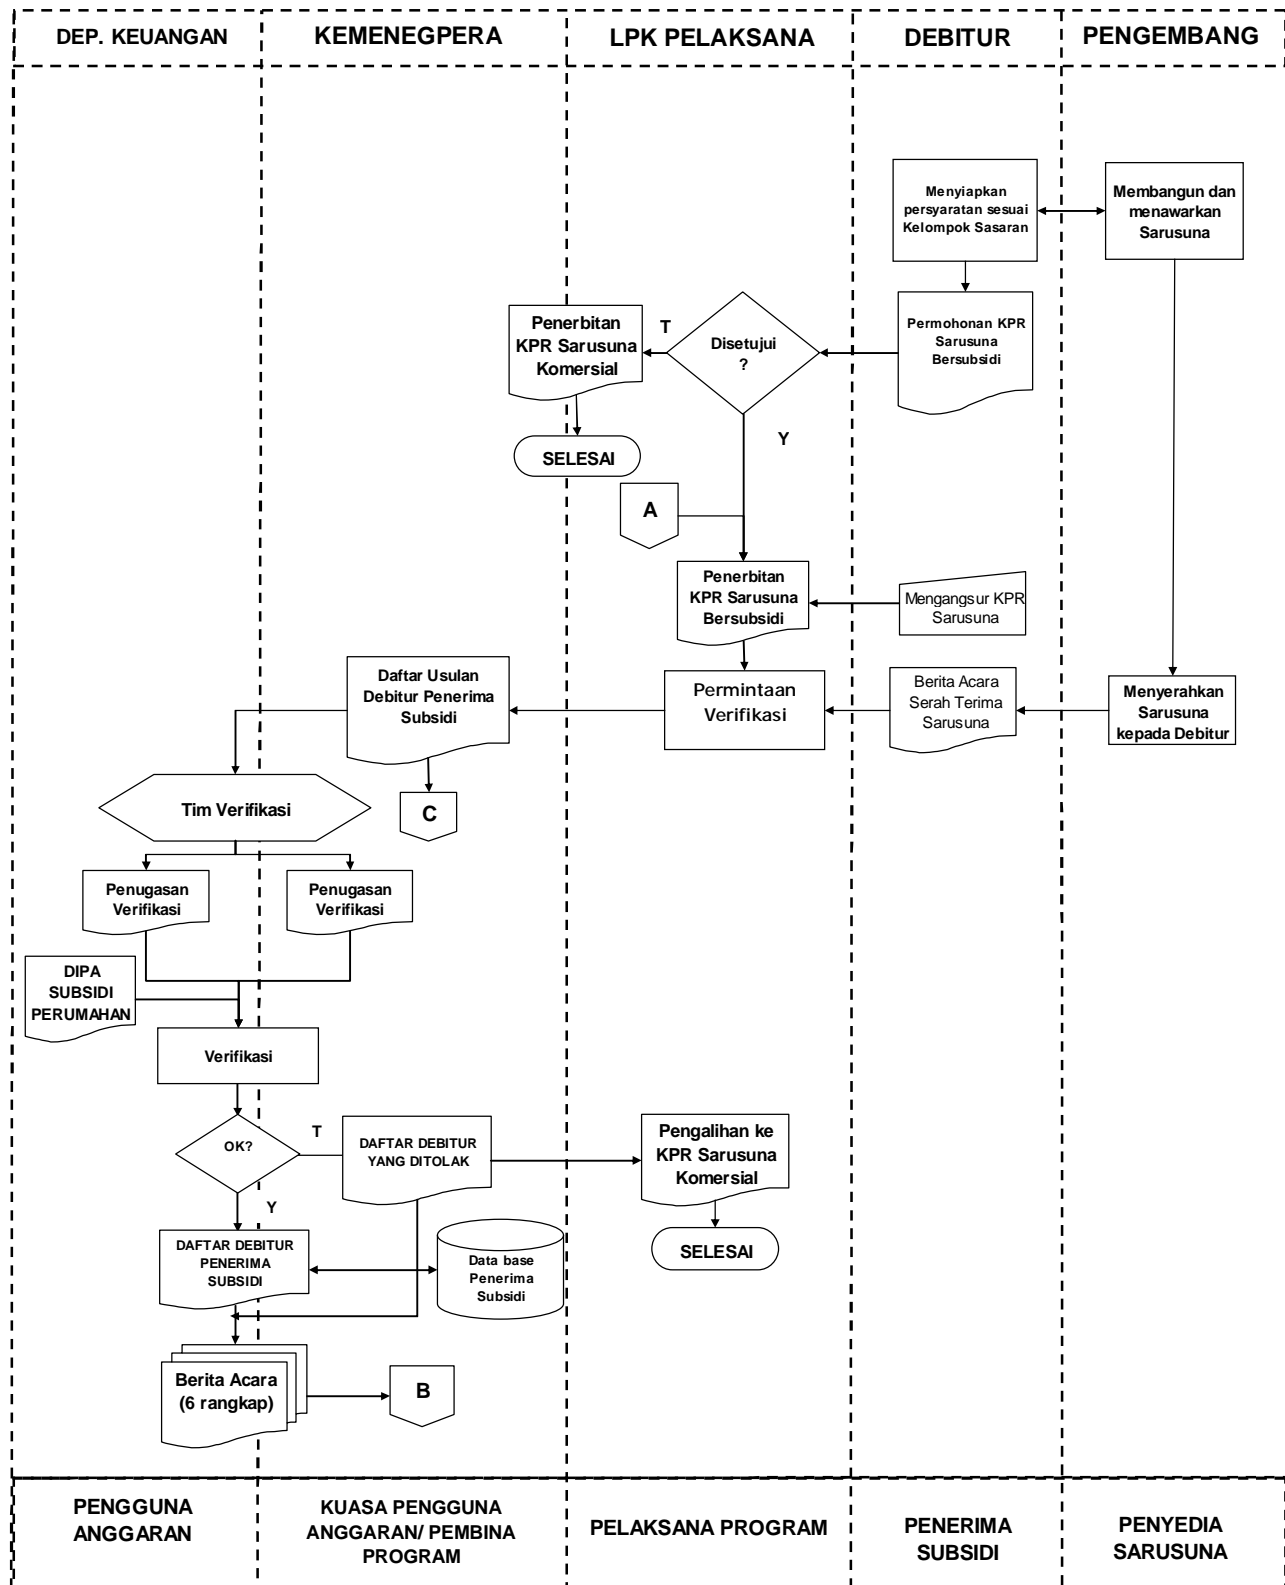 DEP. KEUANGAN
KEMENEGPERA
LPK PELAKSANA
DEBITUR
PENGEMBANG
Menyiapkan
persyaratan sesuai
Kelompok Sasaran
Membangun dan
menawarkan
Sarusuna
Penerbitan
KPR Sarusuna
Komersial
T
Disetujui
?
Permohonan KPR
Sarusuna
Bersubsidi
Y
SELESAI
A
Penerbitan
KPR Sarusuna
Bersubsidi
Mengangsur KPR
Sarusuna
Daftar Usulan
Debitur Penerima
Subsidi
Permintaan
Verifikasi
Berita Acara
Serah Terima
Sarusuna
Menyerahkan
Sarusuna
kepada Debitur
Tim Verifikasi
C
Penugasan
Verifikasi
Penugasan
Verifikasi
DIPA
SUBSIDI
PERUMAHAN
Verifikasi
OK?
T
DAFTAR DEBITUR
YANG DITOLAK
Pengalihan ke
KPR Sarusuna
Komersial
Y
DAFTAR DEBITUR
PENERIMA
SUBSIDI
Data base
Penerima
Subsidi
SELESAI
Berita Acara
(6 rangkap)
B
PENGGUNA
ANGGARAN
KUASA PENGGUNA
ANGGARAN/ PEMBINA
PROGRAM
PELAKSANA PROGRAM
PENERIMA
SUBSIDI
PENYEDIA
SARUSUNA